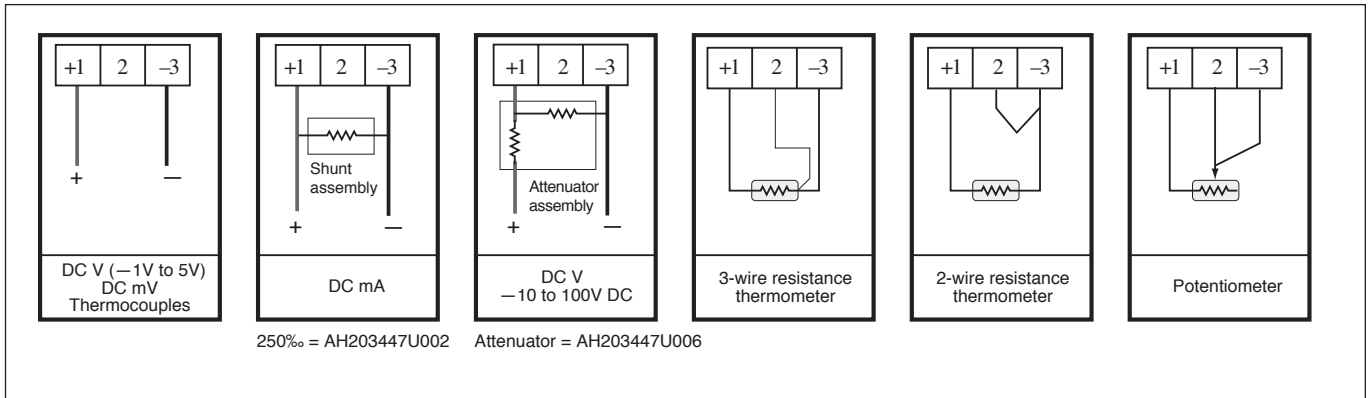 +1 2 –3
+ —
DC V (—1V to 5V)
DC mV
Thermocouples
+1 2 –3
Shunt
assembly
+ —
DC mA
250‰ = AH203447U002
+1 2 –3
Attenuator
assembly
+ —
DC V
—10 to 100V DC
Attenuator = AH203447U006
+1 2 –3
3-wire resistance
thermometer
+1 2 –3
2-wire resistance
thermometer
+1 2 –3
Potentiometer